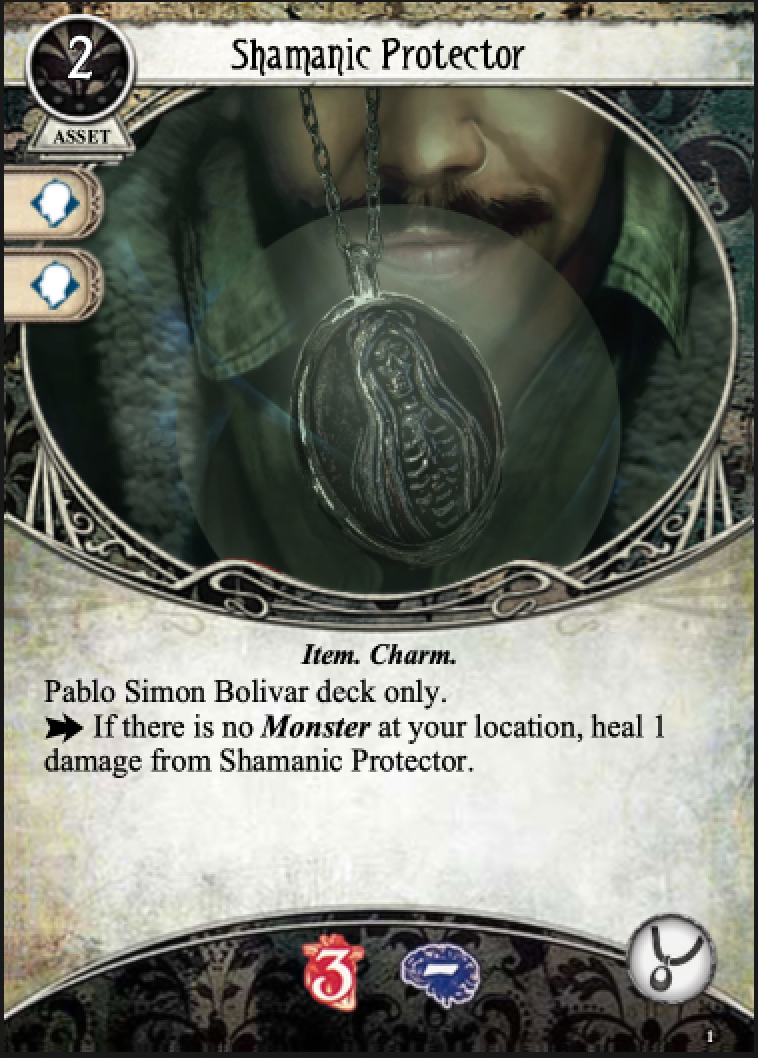 2
Shamanic Protector
ASSET
Item. Charm.
Pablo Simon Bolivar deck only.
If there is no Monster at your location, heal 1
damage from Shamanic Protector.
3 -
1